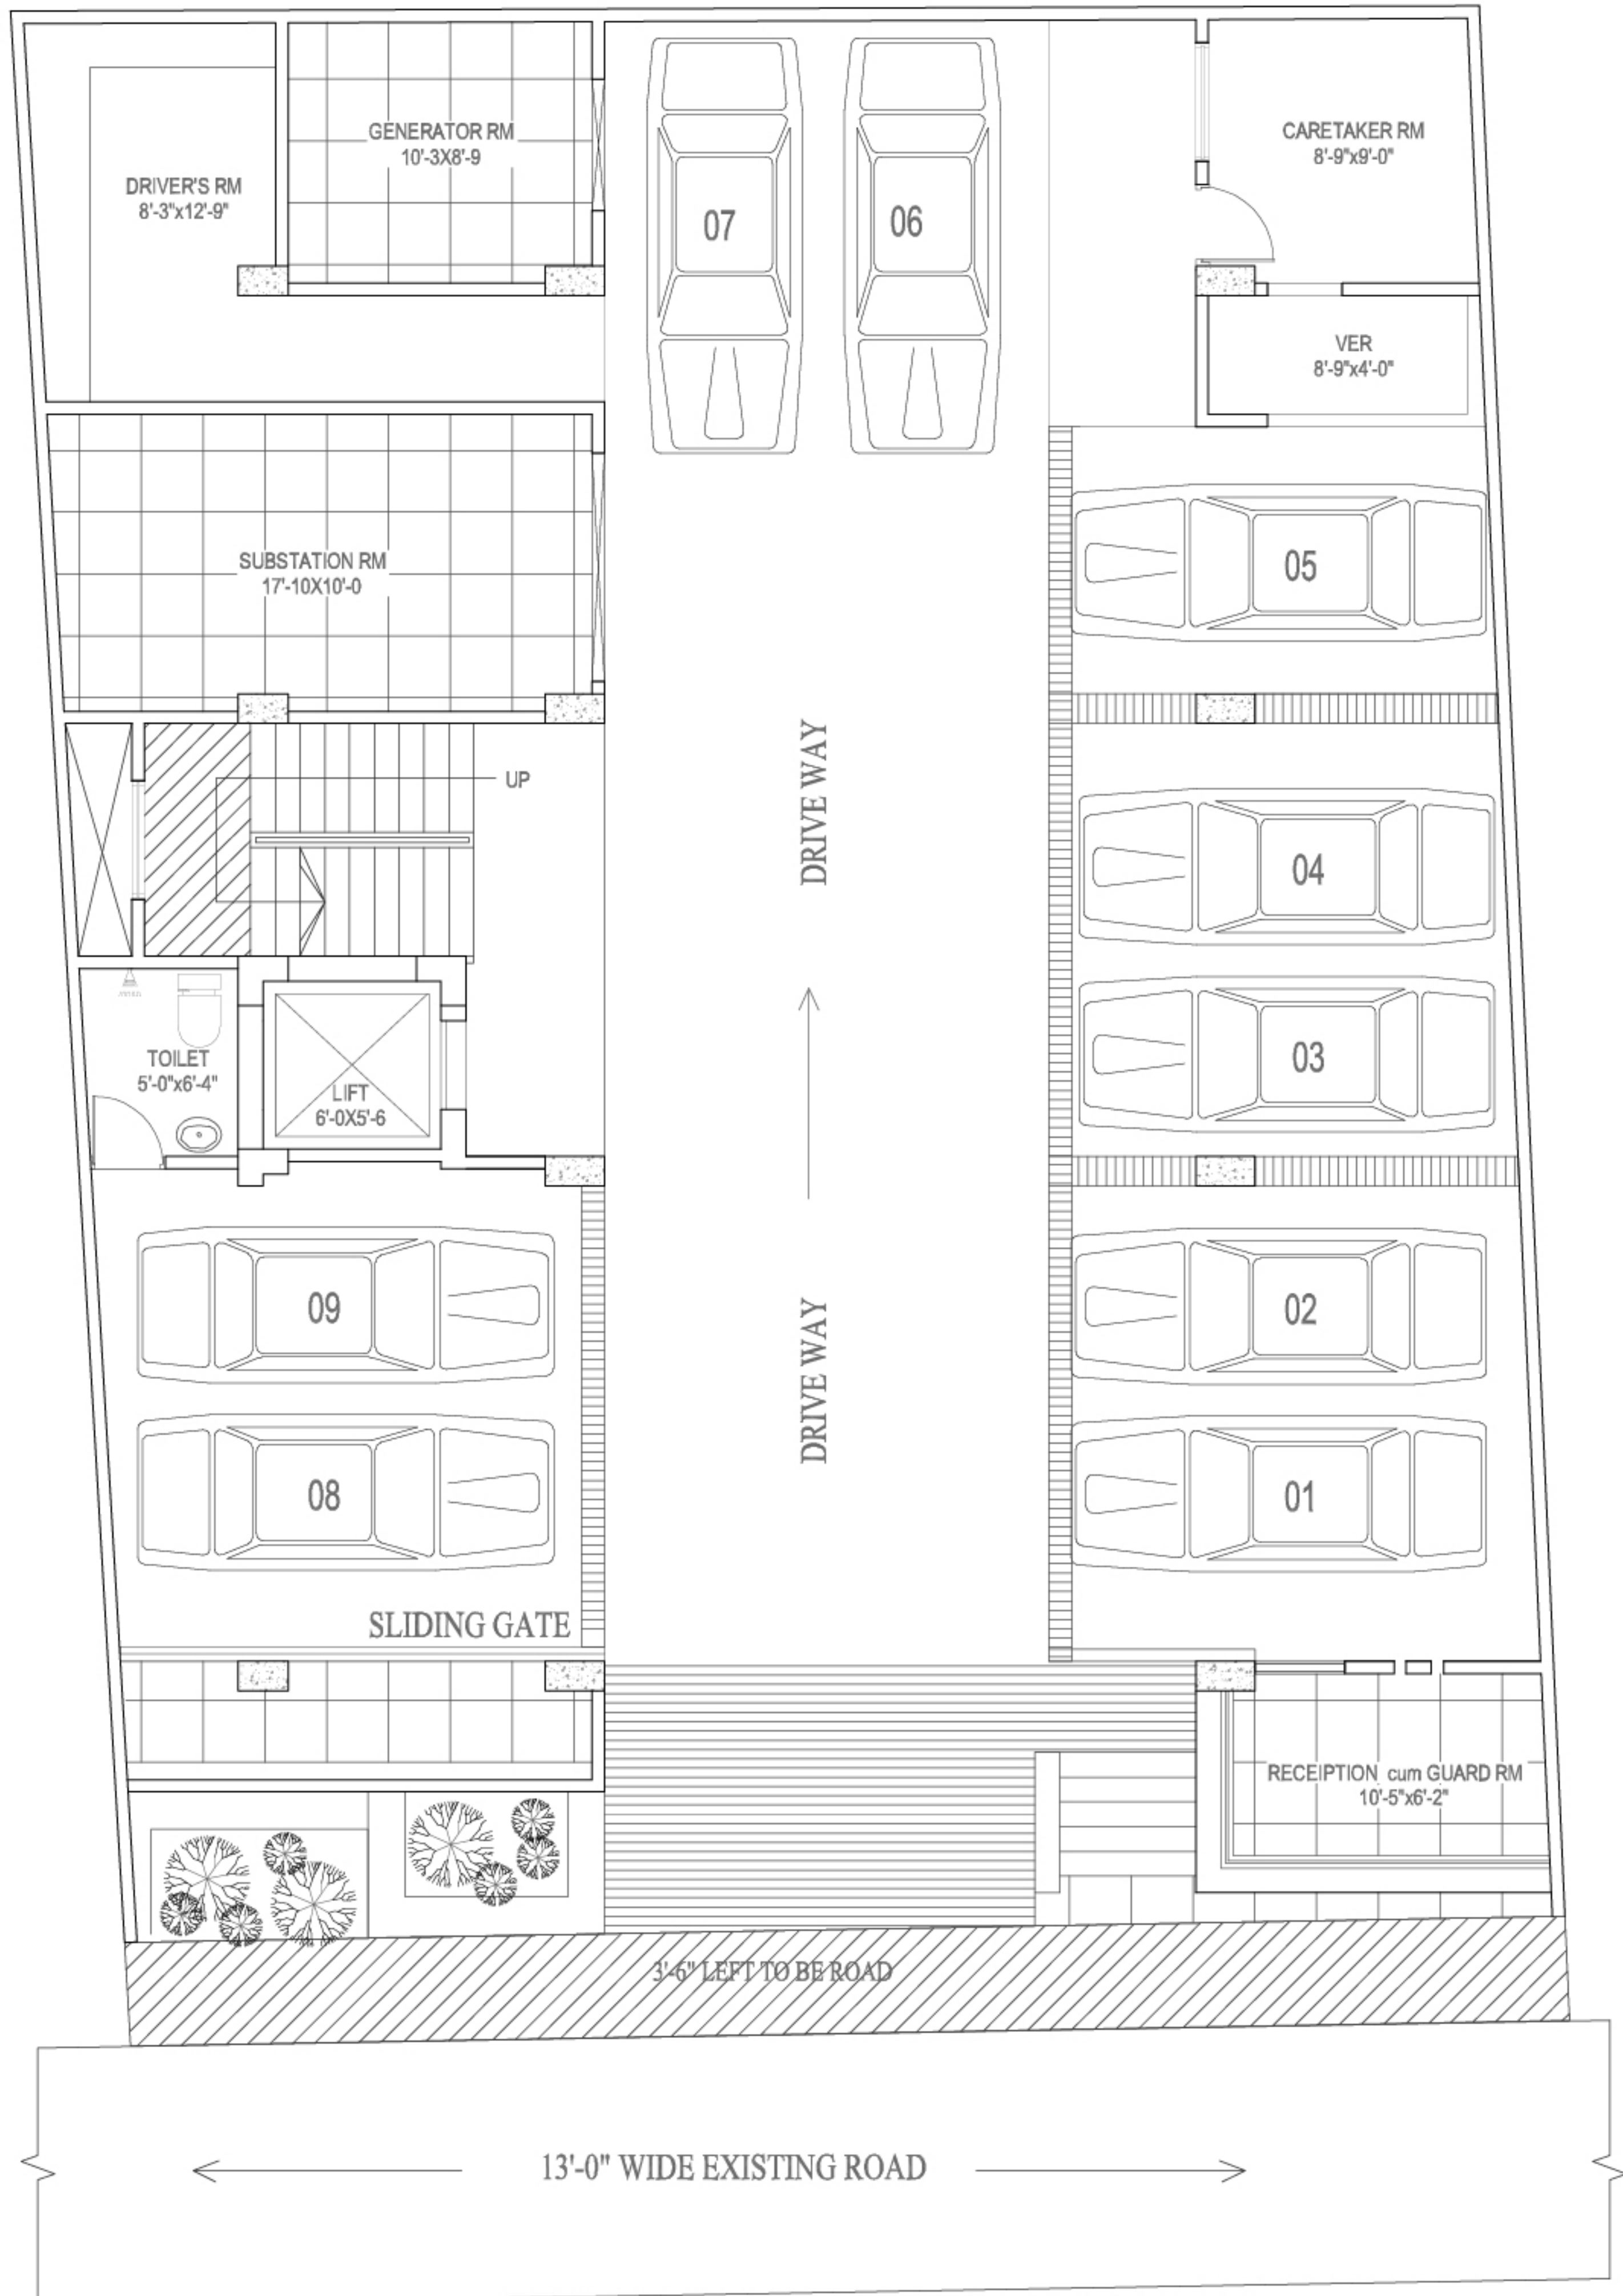 GENERATOR RM
10'-3X8'-9
CARETAKER RM
8'-9"x9'-0"
DRIVER'S RM
8'-3"x12'-9"
07
06
VER
8'-9"x4'-0"
SUBSTATION RM
17'-10X10'-0
05
UP
DRIVE WAY
04
TOILET
5'-0"x6'-4"
LIFT
6'-0X5'-6
03
09
02
DRIVE WAY
08
01
SLIDING GATE
RECEIPTION cum GUARD RM
10'-5"x6'-2"
3'-6" LEFT TO BE ROAD
13'-0" WIDE EXISTING ROAD